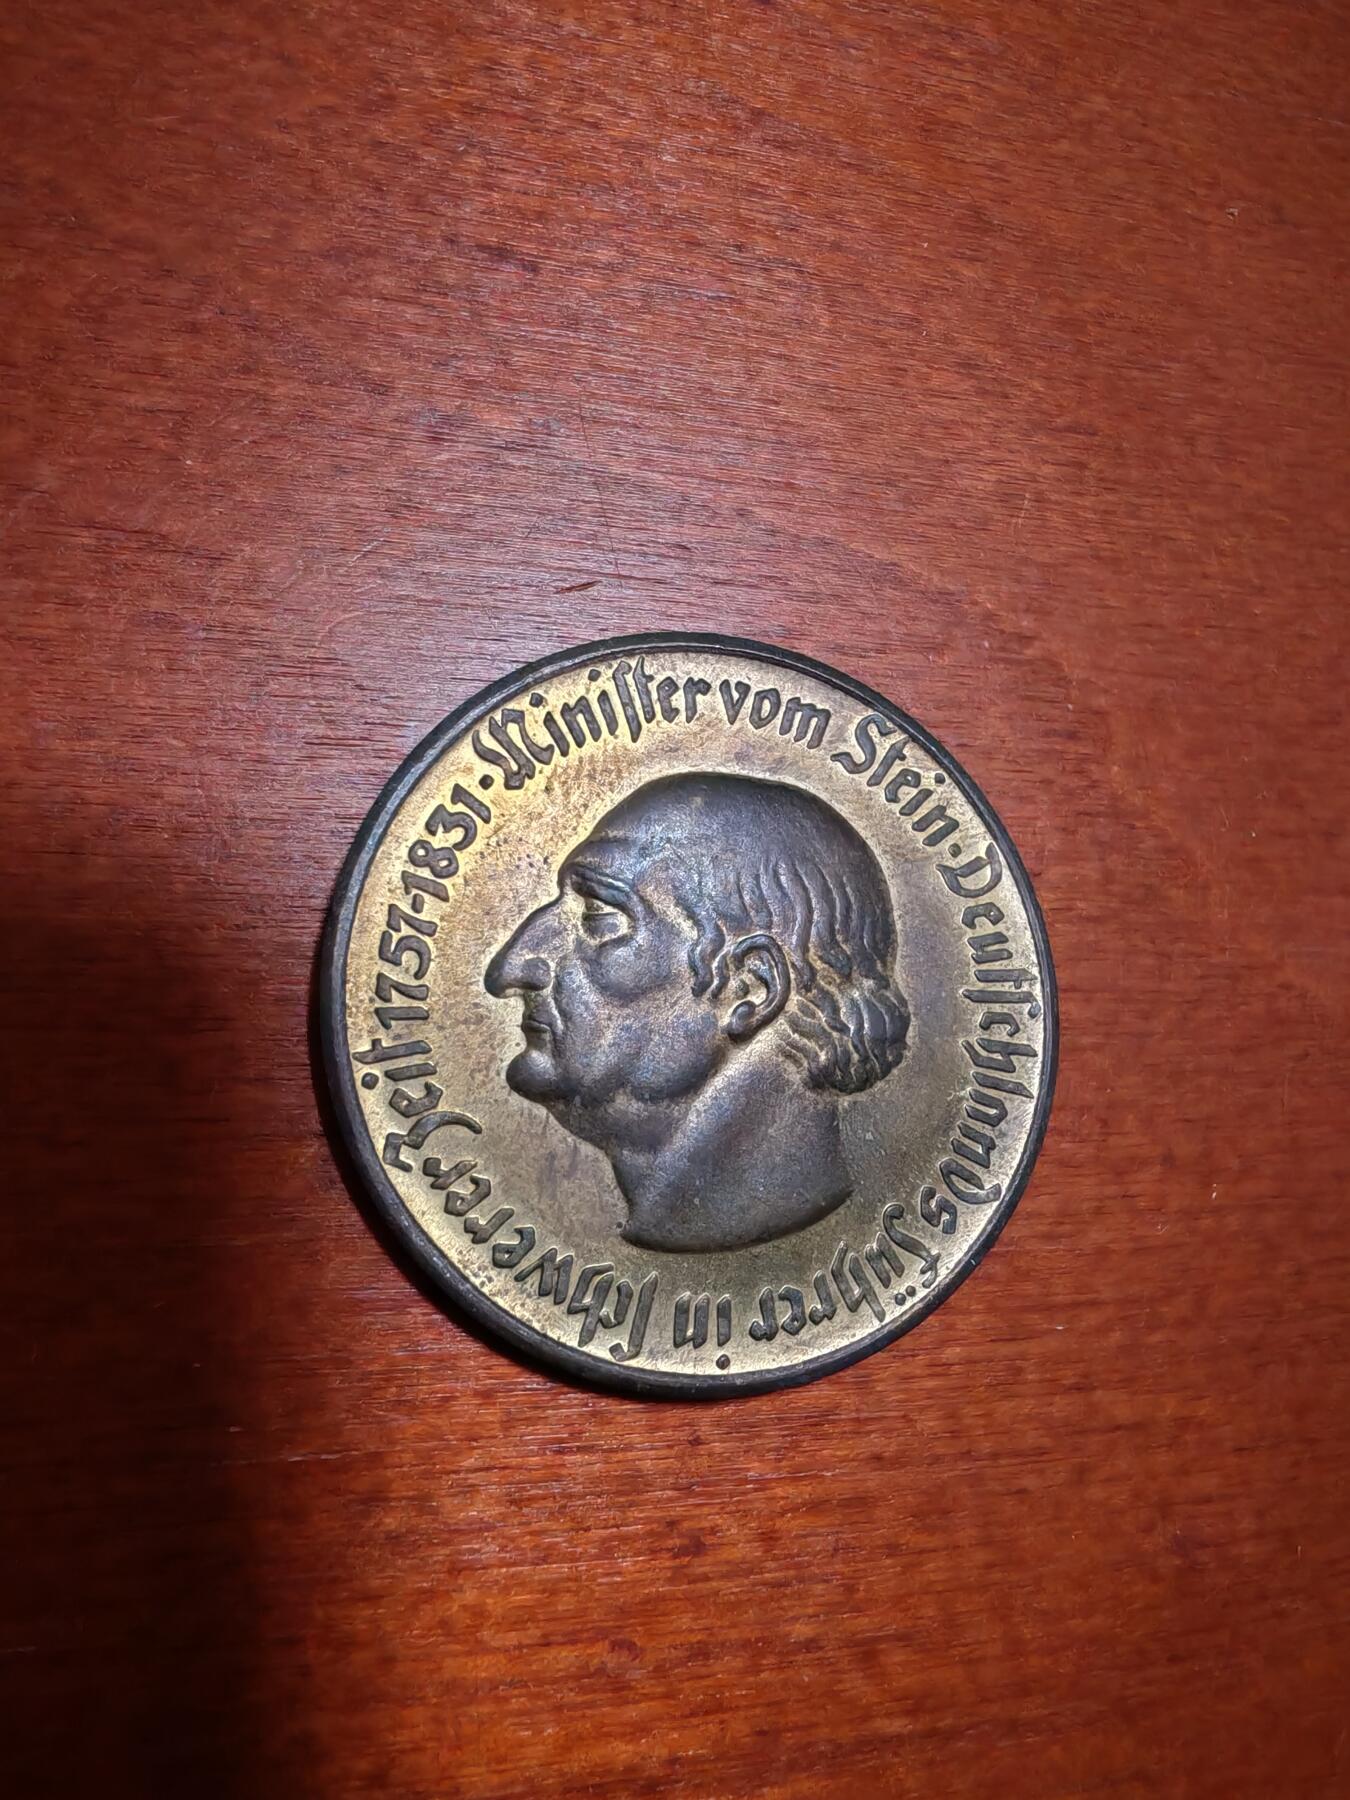 Minister vom Stein·Deutschlands Führer in schwerer Zeit 1757-1831·